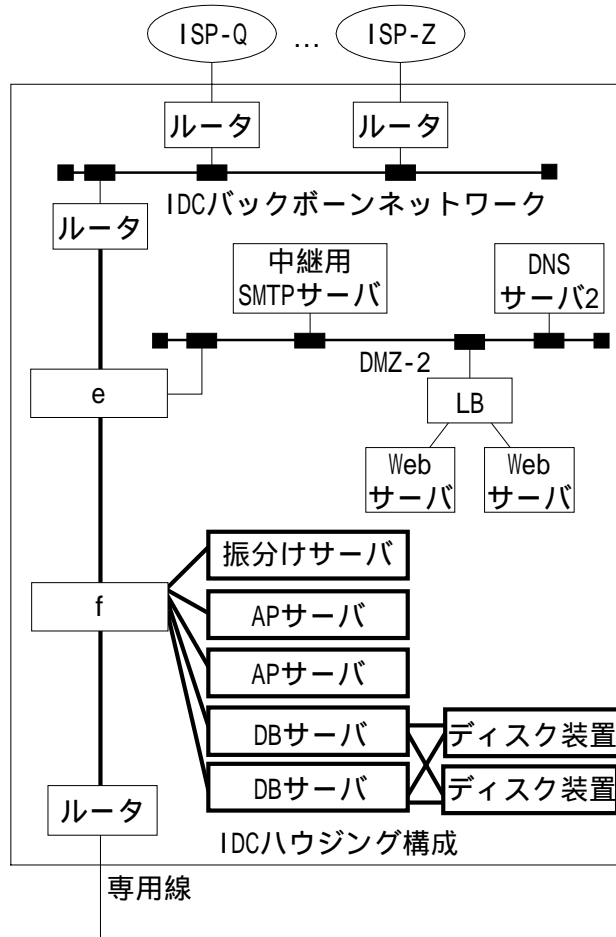 ISP-Q
...
ISP-Z
ルータ
ルータ
IDCバックボーンネットワーク
ルータ
中継用
SMTPサーバ
DNS
サーバ2
DMZ-2
e
LB
Web
サーバ
Web
サーバ
振分けサーバ
f
APサーバ
APサーバ
DBサーバ
ディスク装置
DBサーバ
ディスク装置
ルータ
IDCハウジング構成
専用線